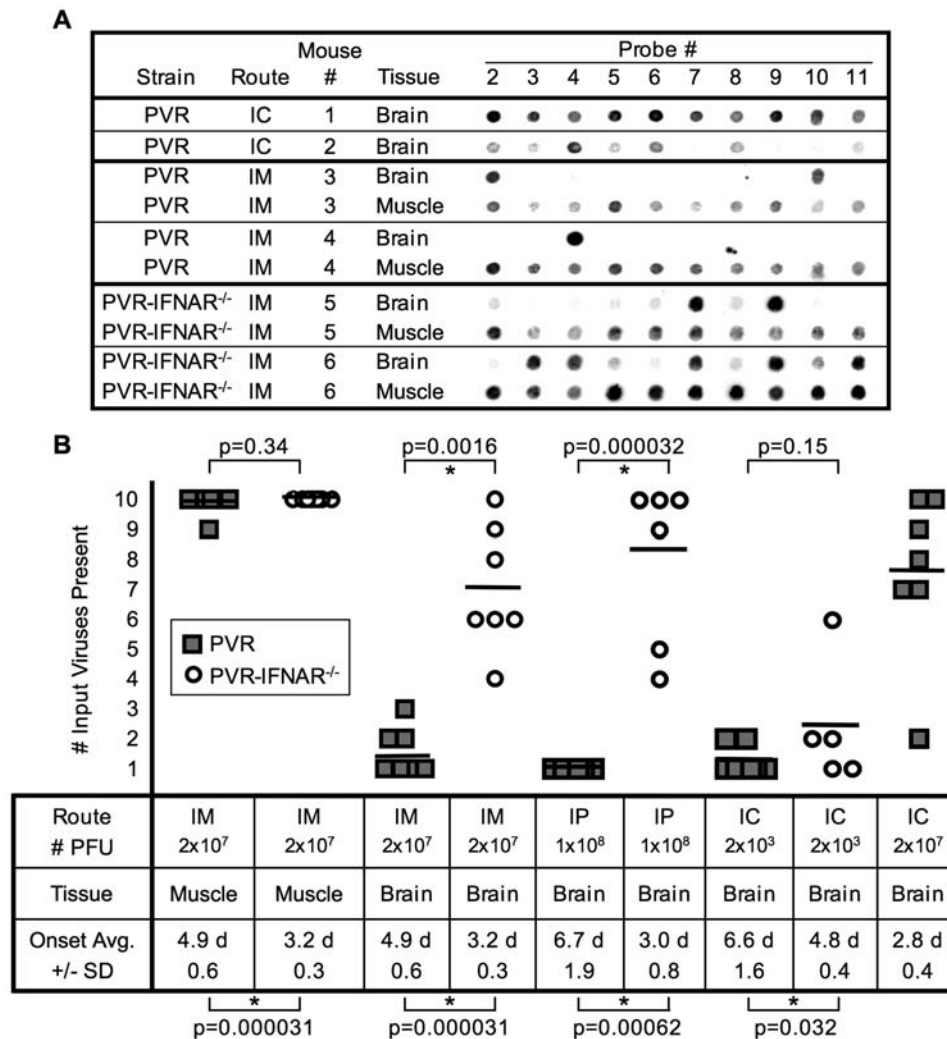 A
Mouse Probe #
Strain Route # Tissue 2 3 4 5 6 7 8 9 10 11
PVR IC 1 Brain
PVR IC 2 Brain
PVR IM 3 Brain
PVR IM 3 Muscle
PVR IM 4 Brain
PVR IM 4 Muscle
PVR-IFNAR-/- IM 5 Brain
PVR-IFNAR-/- IM 5 Muscle
PVR-IFNAR-/- IM 6 Brain
PVR-IFNAR-/- IM 6 Muscle
B
p=0.34 p=0.0016 p=0.000032 p=0.15
* *
# Input Viruses Present
10
9
8
7
6
5
4
3
2
1
PVR
PVR-IFNAR-/-
Route IM IM IM IM IP IP IC IC IC
# PFU 2x10⁷ 2x10⁷ 2x10⁷ 2x10⁷ 1x10⁸ 1x10⁸ 2x10³ 2x10³ 2x10⁷
Tissue Muscle Muscle Brain Brain Brain Brain Brain Brain Brain
Onset Avg. 4.9 d 3.2 d 4.9 d 3.2 d 6.7 d 3.0 d 6.6 d 4.8 d 2.8 d
+/- SD 0.6 0.3 0.6 0.3 1.9 0.8 1.6 0.4 0.4
* * * *
p=0.000031 p=0.000031 p=0.00062 p=0.032